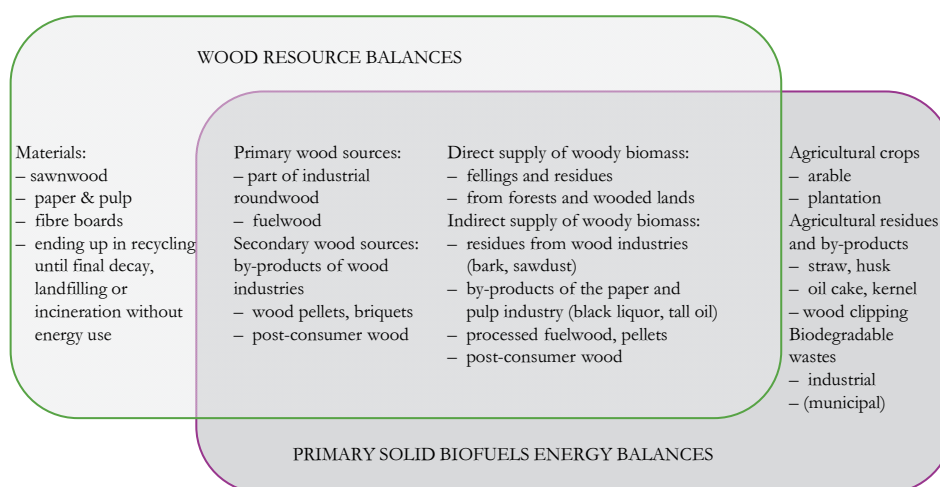 WOOD RESOURCE BALANCES
Materials:
– sawnwood
– paper & pulp
– fibre boards
– ending up in recycling
until final decay,
landfilling or
incineration without
energy use
Primary wood sources:
– part of industrial
roundwood
– fuelwood
Secondary wood sources:
by-products of wood
industries
– wood pellets, briquets
– post-consumer wood
Direct supply of woody biomass:
– fellings and residues
– from forests and wooded lands
Indirect supply of woody biomass:
– residues from wood industries
(bark, sawdust)
– by-products of the paper and
pulp industry (black liquor, tall oil)
– processed fuelwood, pellets
– post-consumer wood
Agricultural crops
– arable
– plantation
Agricultural residues
and by-products
– straw, husk
– oil cake, kernel
– wood clipping
Biodegradable
wastes
– industrial
– (municipal)
PRIMARY SOLID BIOFUELS ENERGY BALANCES